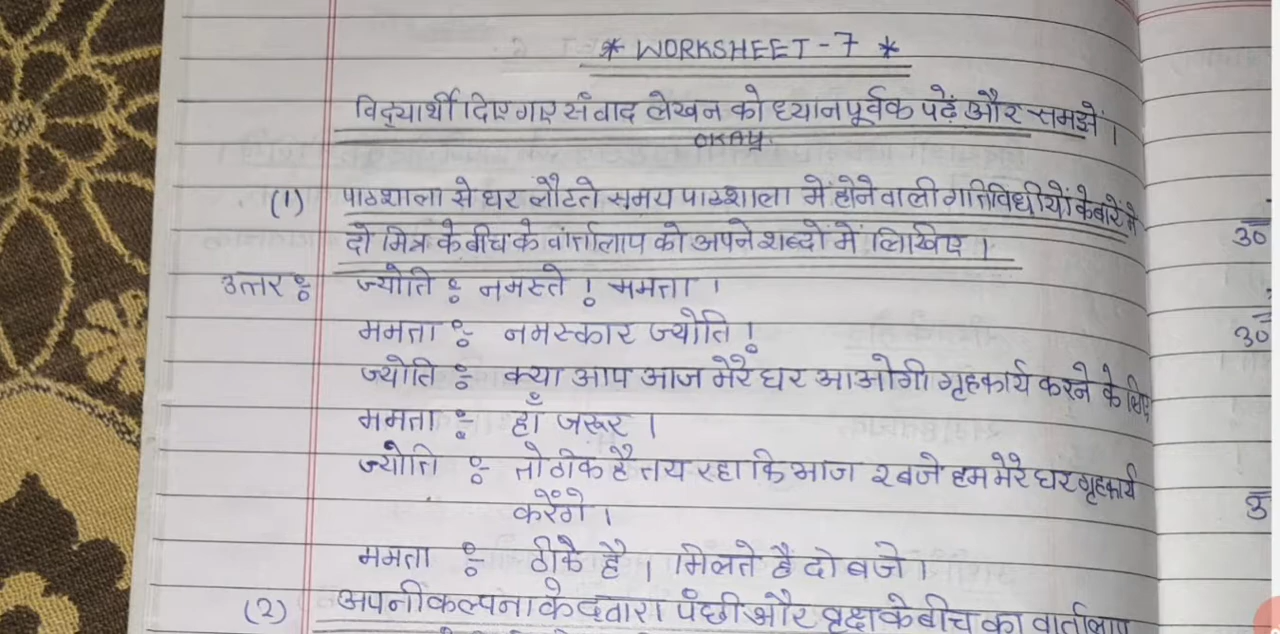 * WORKSHEET - 7 *
विद्यार्थी दिए गए संवाद लेखन को ध्यानपूर्वक पढ़ें और समझें ।
OKAY.
(1) पाठशाला से घर लौटते समय पाठशाला में होने वाली गतिविधीयों के बारें में
दो मित्र के बीच के वार्तालाप को अपने शब्दो में लिखिए ।
उत्तर : ज्योति : नमस्ते ! ममता ।
ममता : नमस्कार ज्योति !
ज्योति : क्या आप आज मेरे घर आओगी गृहकार्य करने के लिए
ममता : हाँ जरूर ।
ज्योति : तो ठीक है तय रहा कि आज २ बजे हम मेरे घर गृहकार्य
करेंगे ।
ममता : ठीक है । मिलते हैं दो बजे ।
(2) अपनी कल्पना के द्वारा पंछी और वृक्ष के बीच का वार्तालाप